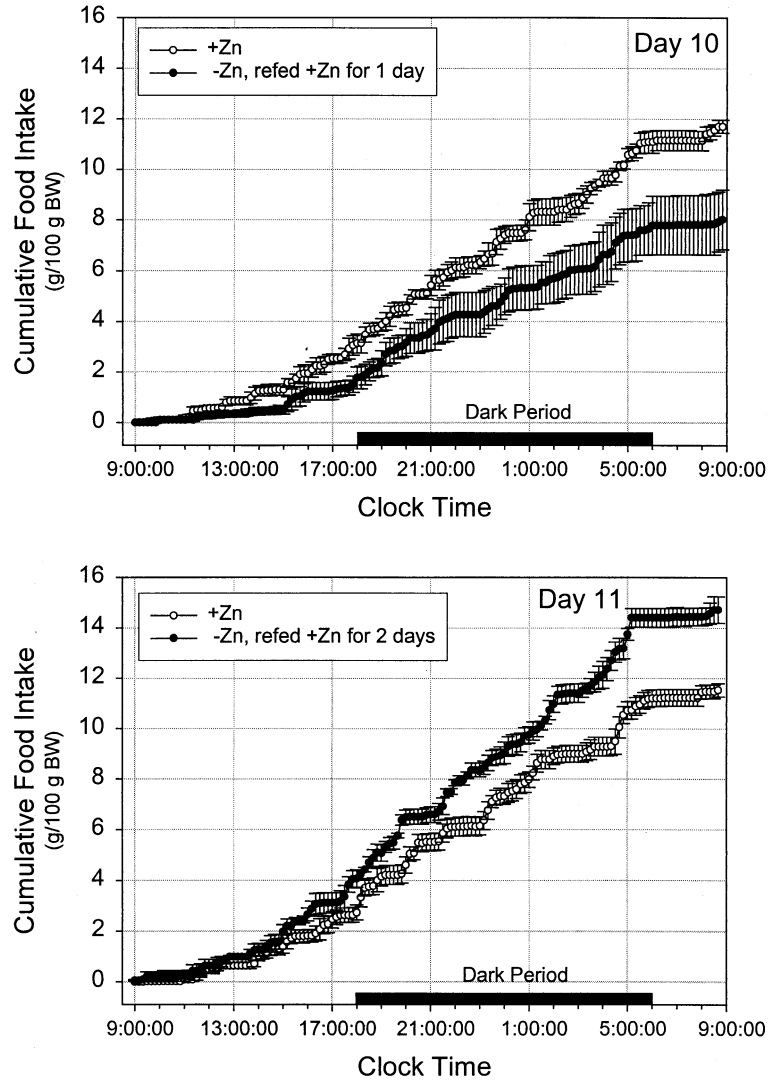 16
14
12
10
8
6
4
2
0
Cumulative Food Intake
(g/100 g BW)
+Zn
-Zn, refed +Zn for 1 day
Day 10
Dark Period
9:00:00 13:00:00 17:00:00 21:00:00 1:00:00 5:00:00 9:00:00
Clock Time
16
14
12
10
8
6
4
2
0
Cumulative Food Intake
(g/100 g BW)
+Zn
-Zn, refed +Zn for 2 days
Day 11
Dark Period
9:00:00 13:00:00 17:00:00 21:00:00 1:00:00 5:00:00 9:00:00
Clock Time